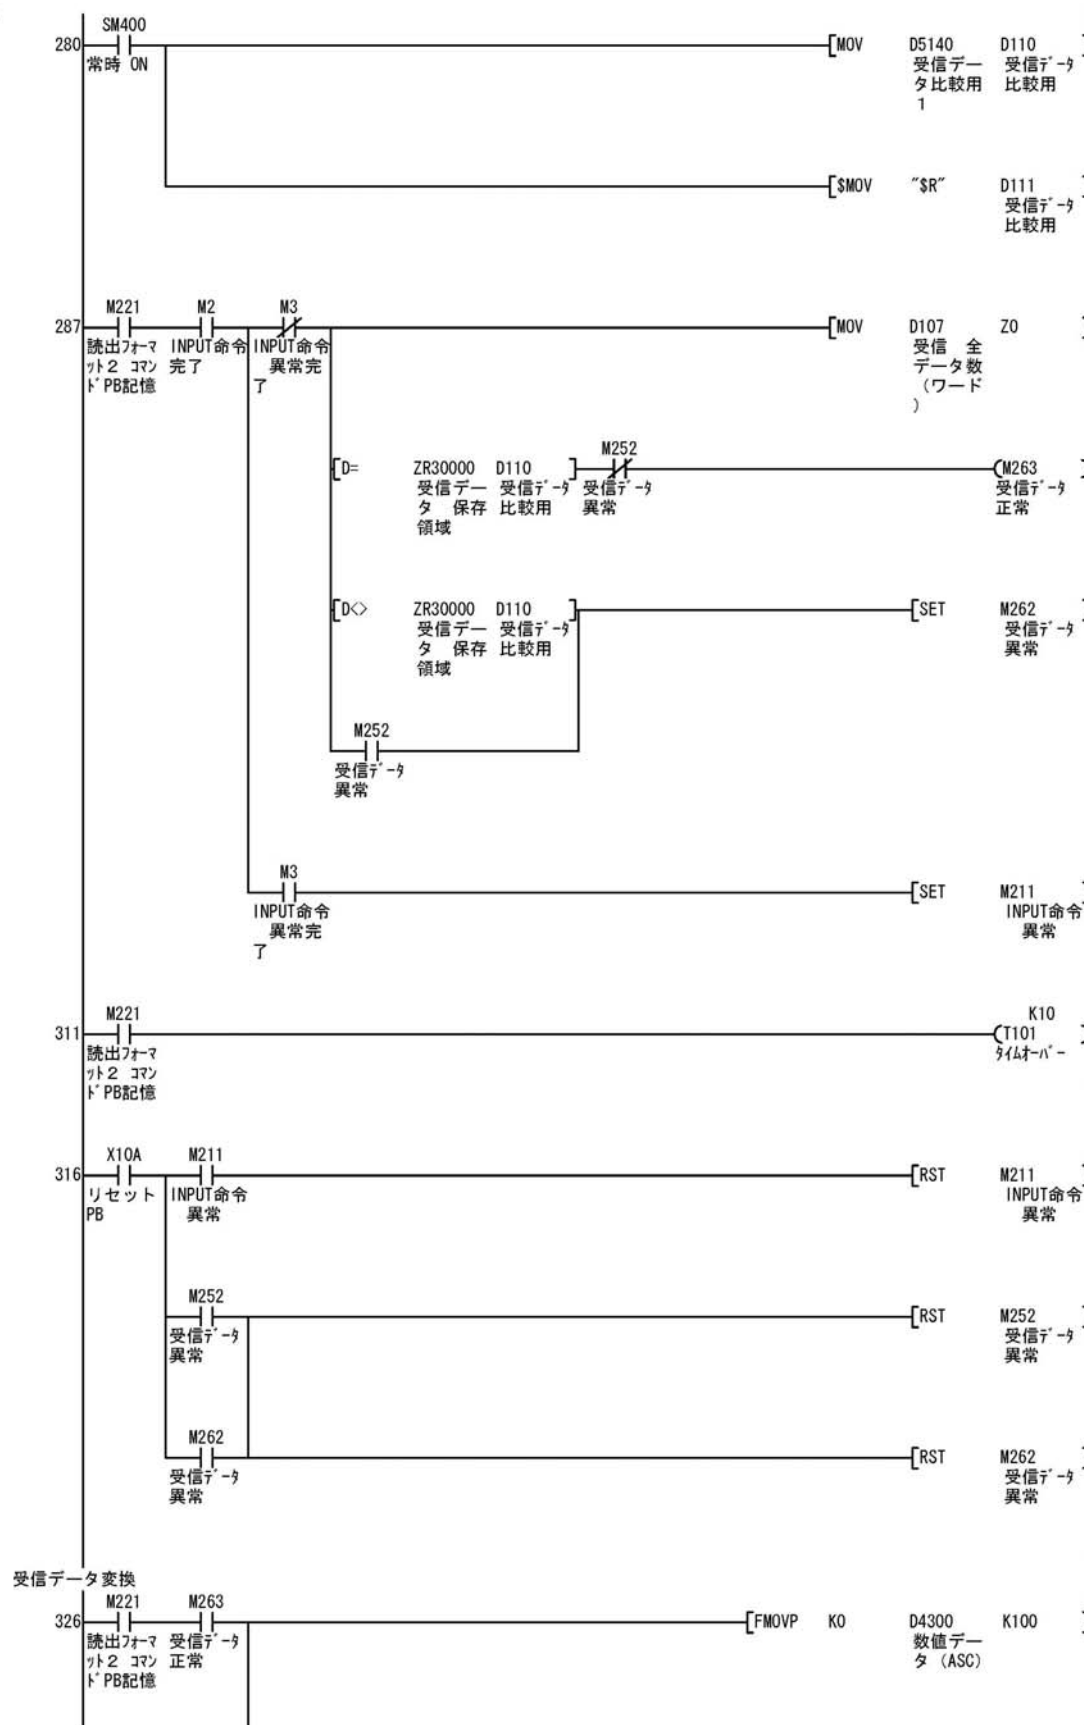 SM400
280 [MOV D5140 D110 ]
常時 ON 受信デー 受信ﾃﾞｰﾀ
タ比較用 比較用
1
[$MOV "$R" D111 ]
受信ﾃﾞｰﾀ
比較用
M221 M2 M3
287 [MOV D107 Z0 ]
読出ﾌｫｰﾏ INPUT命令 INPUT命令 受信 全
ｯﾄ2 ｺﾏﾝ 完了 異常完 データ数
ﾄﾞPB記憶 了 (ワード
)
M252
[D= ZR30000 D110 ] (M263 )
受信デー 受信ﾃﾞｰﾀ 受信ﾃﾞｰﾀ 受信ﾃﾞｰﾀ
タ 保存 比較用 異常 正常
領域
[D<> ZR30000 D110 ] [SET M262 ]
受信デー 受信ﾃﾞｰﾀ 受信ﾃﾞｰﾀ
タ 保存 比較用 異常
領域
M252
受信ﾃﾞｰﾀ
異常
M3
[SET M211 ]
INPUT命令 INPUT命令
異常完 異常
了
M221 K10
311 (T101 )
読出ﾌｫｰﾏ ﾀｲﾑｵｰﾊﾞｰ
ｯﾄ2 ｺﾏﾝ
ﾄﾞPB記憶
X10A M211
316 [RST M211 ]
リセット INPUT命令 INPUT命令
PB 異常 異常
M252
[RST M252 ]
受信ﾃﾞｰﾀ 受信ﾃﾞｰﾀ
異常 異常
M262
[RST M262 ]
受信ﾃﾞｰﾀ 受信ﾃﾞｰﾀ
異常 異常
受信データ変換
M221 M263
326 [FMOVP K0 D4300 K100 ]
読出ﾌｫｰﾏ 受信ﾃﾞｰﾀ 数値デー
ｯﾄ2 ｺﾏﾝ 正常 タ (ASC)
ﾄﾞPB記憶